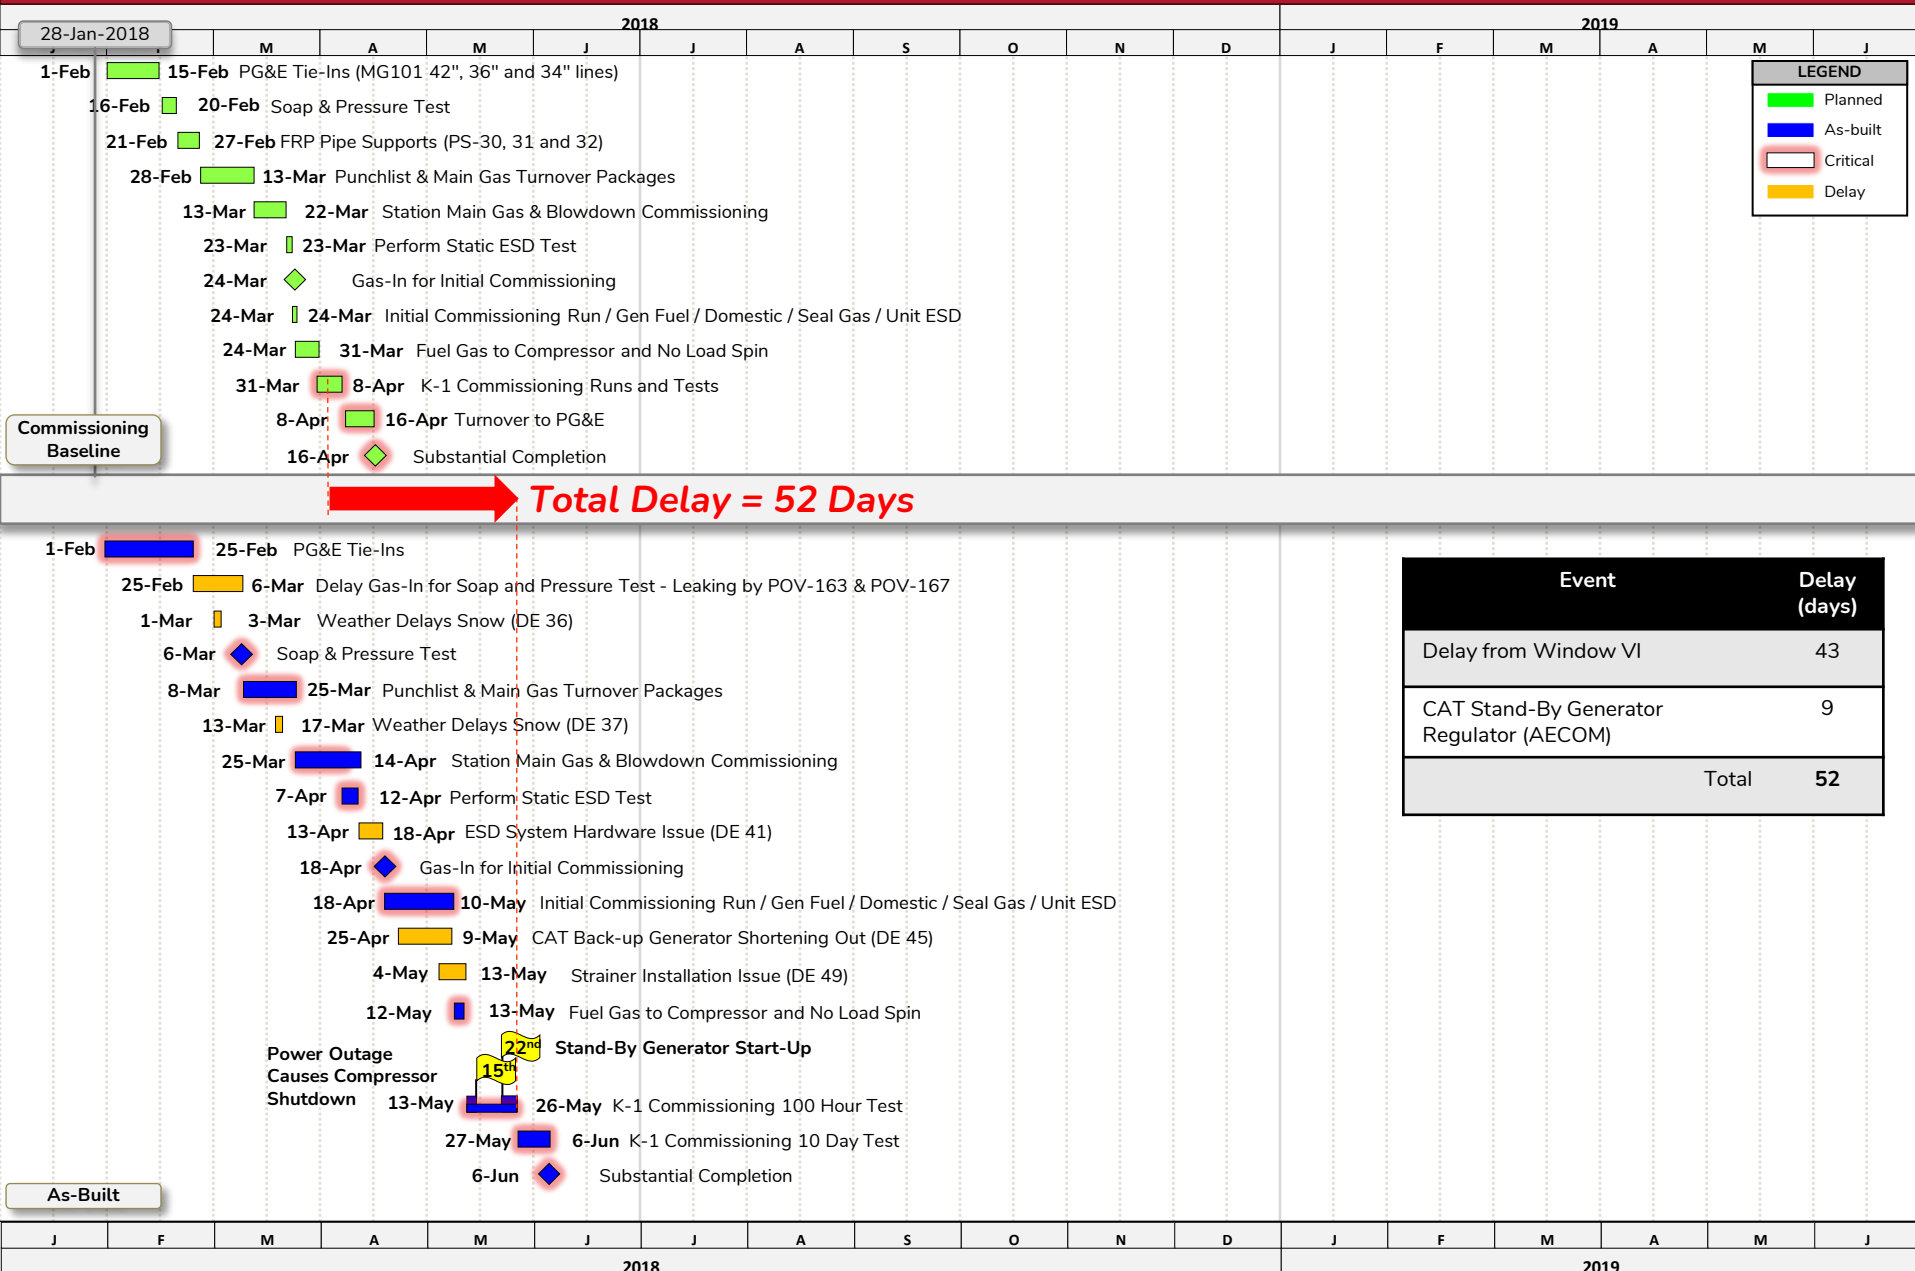 2018 2019
28-Jan-2018
J F M A M J J A S O N D J F M A M J
1-Feb 15-Feb PG&E Tie-Ins (MG101 42", 36" and 34" lines)
16-Feb 20-Feb Soap & Pressure Test
21-Feb 27-Feb FRP Pipe Supports (PS-30, 31 and 32)
28-Feb 13-Mar Punchlist & Main Gas Turnover Packages
13-Mar 22-Mar Station Main Gas & Blowdown Commissioning
23-Mar 23-Mar Perform Static ESD Test
24-Mar Gas-In for Initial Commissioning
24-Mar 24-Mar Initial Commissioning Run / Gen Fuel / Domestic / Seal Gas / Unit ESD
24-Mar 31-Mar Fuel Gas to Compressor and No Load Spin
31-Mar 8-Apr K-1 Commissioning Runs and Tests
8-Apr 16-Apr Turnover to PG&E
16-Apr Substantial Completion
LEGEND
Planned
As-built
Critical
Delay
Commissioning
Baseline
Total Delay = 52 Days
1-Feb 25-Feb PG&E Tie-Ins
25-Feb 6-Mar Delay Gas-In for Soap and Pressure Test - Leaking by POV-163 & POV-167
1-Mar 3-Mar Weather Delays Snow (DE 36)
6-Mar Soap & Pressure Test
8-Mar 25-Mar Punchlist & Main Gas Turnover Packages
13-Mar 17-Mar Weather Delays Snow (DE 37)
25-Mar 14-Apr Station Main Gas & Blowdown Commissioning
7-Apr 12-Apr Perform Static ESD Test
13-Apr 18-Apr ESD System Hardware Issue (DE 41)
18-Apr Gas-In for Initial Commissioning
18-Apr 10-May Initial Commissioning Run / Gen Fuel / Domestic / Seal Gas / Unit ESD
25-Apr 9-May CAT Back-up Generator Shortening Out (DE 45)
4-May 13-May Strainer Installation Issue (DE 49)
12-May 13-May Fuel Gas to Compressor and No Load Spin
22nd Stand-By Generator Start-Up
Power Outage
Causes Compressor
Shutdown
15th
13-May 26-May K-1 Commissioning 100 Hour Test
27-May 6-Jun K-1 Commissioning 10 Day Test
6-Jun Substantial Completion
Event Delay
(days)
Delay from Window VI 43
CAT Stand-By Generator 9
Regulator (AECOM)
Total 52
As-Built
J F M A M J J A S O N D J F M A M J
2018 2019